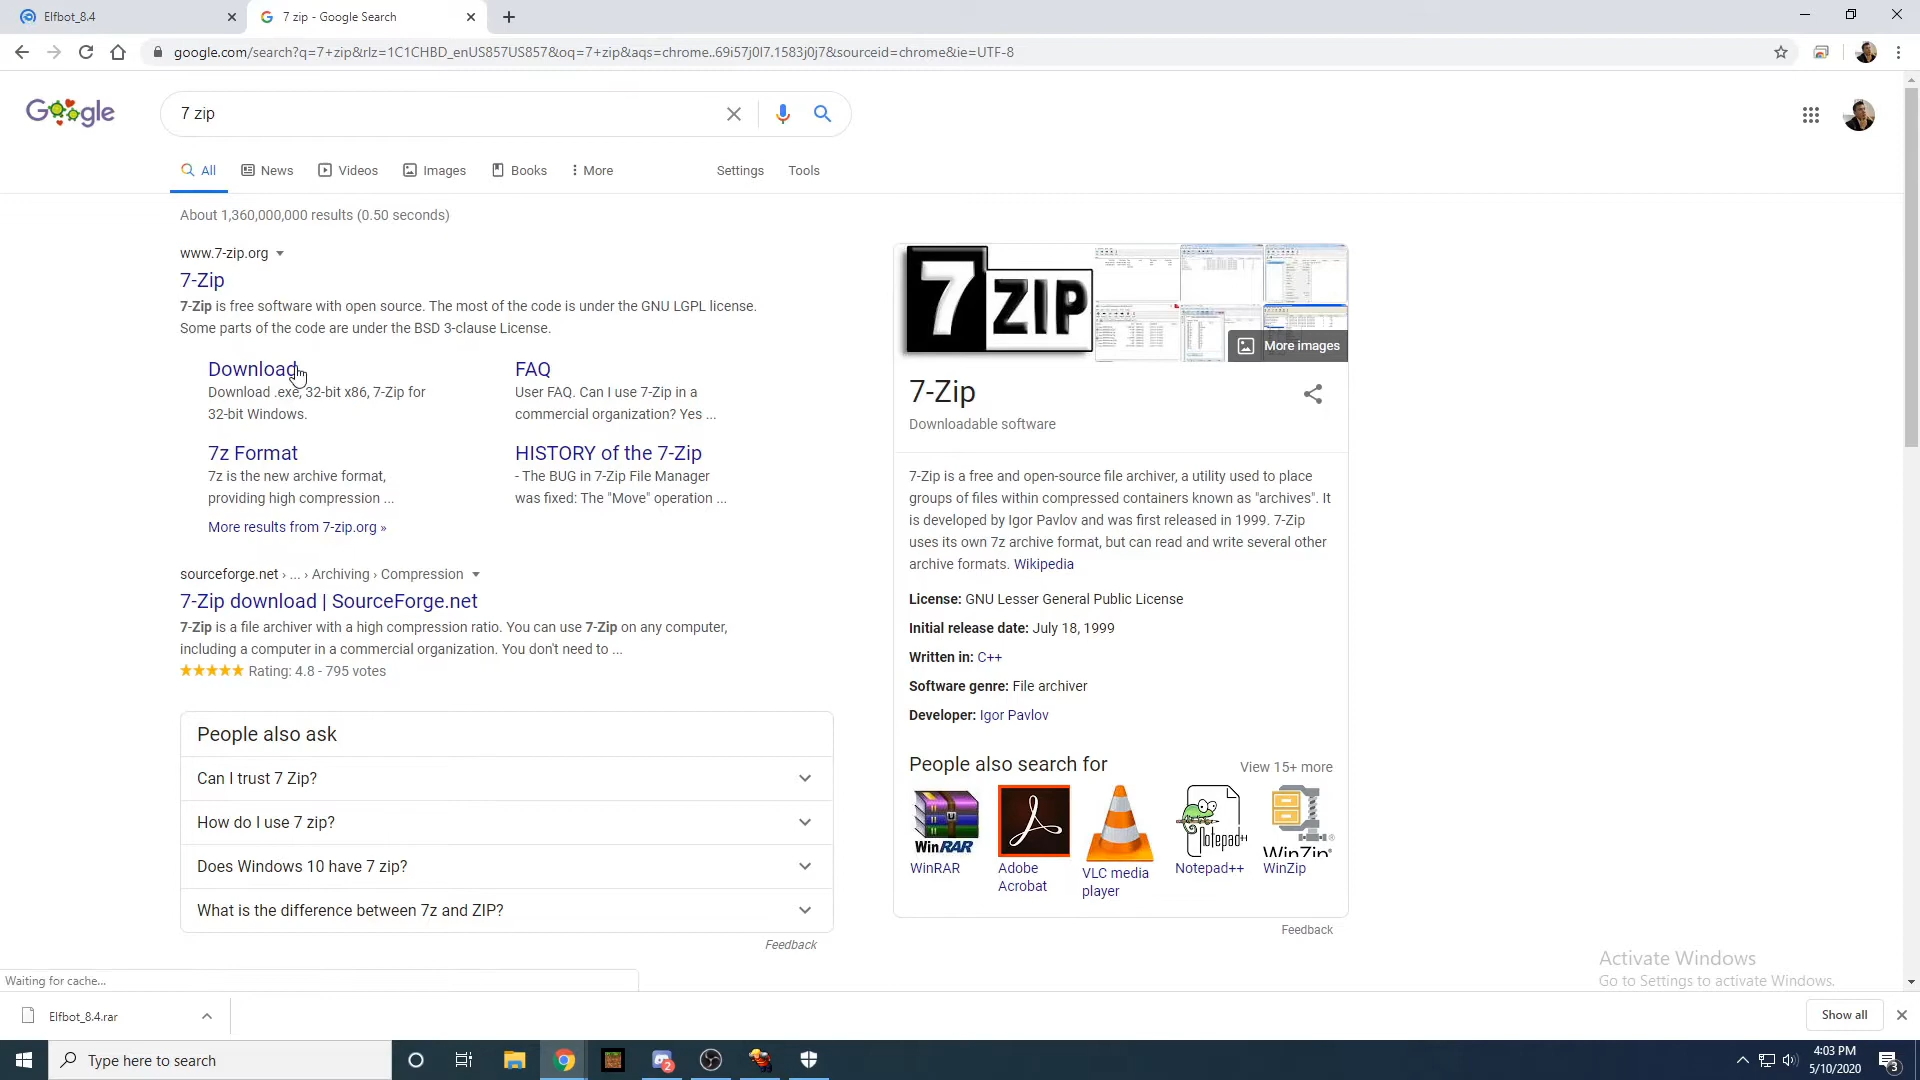 Elfbot_8.4
7 zip - Google Search
google.com/search?q=7+zip&rlz=1C1CHBD_enUS857US857&oq=7+zip&aqs=chrome..69i57j0l7.1583j0j7&sourceid=chrome&ie=UTF-8
Google
7 zip
All
News
Videos
Images
Books
More
Settings
Tools
About 1,360,000,000 results (0.50 seconds)
www.7-zip.org
7-Zip
7-Zip is free software with open source. The most of the code is under the GNU LGPL license.
Some parts of the code are under the BSD 3-clause License.
Download
Download .exe, 32-bit x86, 7-Zip for
32-bit Windows.
FAQ
User FAQ. Can I use 7-Zip in a
commercial organization? Yes ...
7z Format
7z is the new archive format,
providing high compression ...
HISTORY of the 7-Zip
- The BUG in 7-Zip File Manager
was fixed: The "Move" operation ...
More results from 7-zip.org »
sourceforge.net › ... › Archiving › Compression
7-Zip download | SourceForge.net
7-Zip is a file archiver with a high compression ratio. You can use 7-Zip on any computer,
including a computer in a commercial organization. You don't need to ...
Rating: 4.8 - 795 votes
People also ask
Can I trust 7 Zip?
How do I use 7 zip?
Does Windows 10 have 7 zip?
What is the difference between 7z and ZIP?
Feedback
7 ZIP
More images
7-Zip
Downloadable software
7-Zip is a free and open-source file archiver, a utility used to place
groups of files within compressed containers known as "archives". It
is developed by Igor Pavlov and was first released in 1999. 7-Zip
uses its own 7z archive format, but can read and write several other
archive formats. Wikipedia
License: GNU Lesser General Public License
Initial release date: July 18, 1999
Written in: C++
Software genre: File archiver
Developer: Igor Pavlov
People also search for
View 15+ more
WinRAR
Notepad++
WinZip
WinRAR
Adobe
Acrobat
VLC media
player
Notepad++
WinZip
Feedback
Activate Windows
Go to Settings to activate Windows.
Waiting for cache...
Elfbot_8.4.rar
Show all
Type here to search
2
4:03 PM
5/10/2020
3